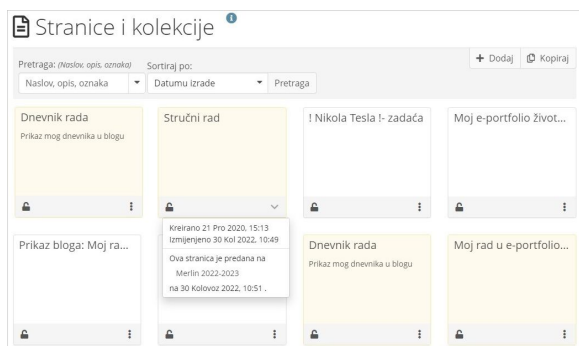 Stranice i kolekcije
+ Dodaj
Kopiraj
Pretraga: (Naslov, opis, oznaka)
Sortiraj po:
Naslov, opis, oznaka
Datumu izrade
Pretraga
Dnevnik rada
Prikaz mog dnevnika u blogu
Stručni rad
! Nikola Tesla !- zadaća
Moj e-portfolio život...
Kreirano 21 Pro 2020, 15:13
Izmijenjeno 30 Kol 2022, 10:49
Ova stranica je predana na
Merlin 2022-2023
na 30 Kolovoz 2022, 10:51 .
Prikaz bloga: Moj ra...
Dnevnik rada
Prikaz mog dnevnika u blogu
Moj rad u e-portfolio...